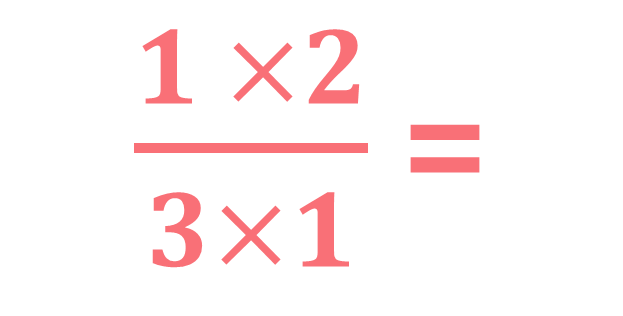 1 ×2
=
3×1